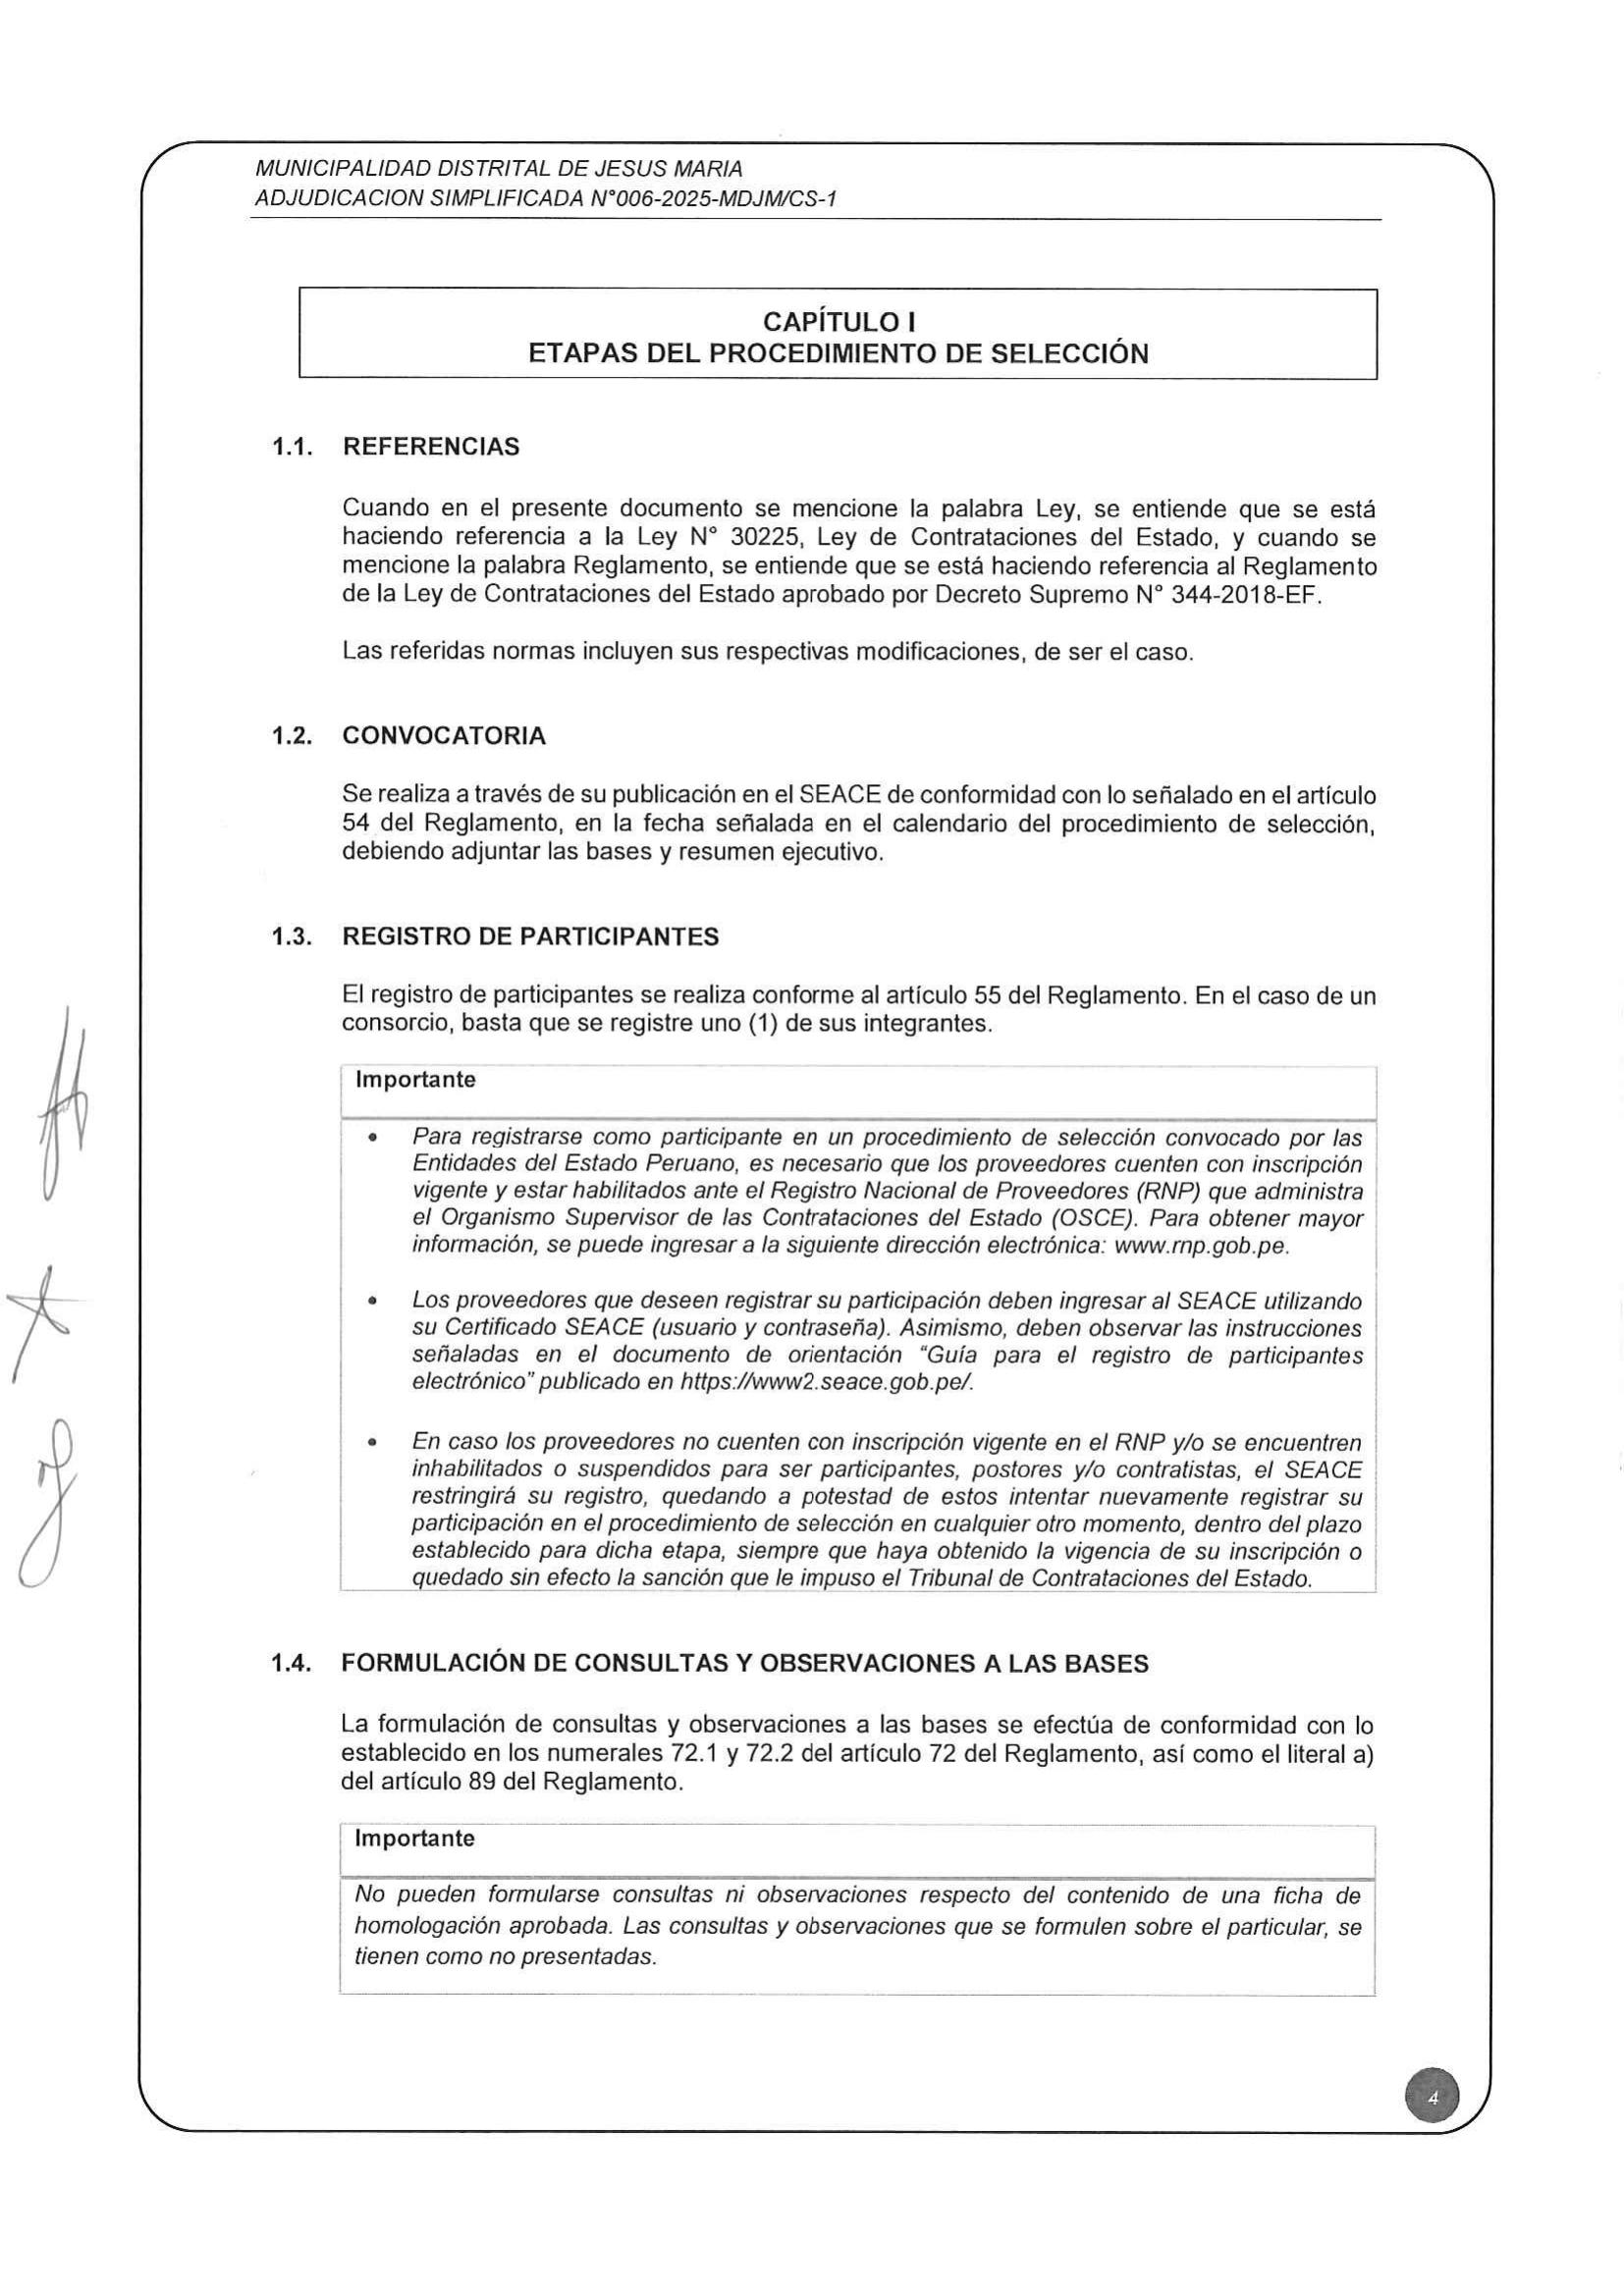 MUNICIPALIDAD DISTRITAL DE JESUS MARIA
ADJUDICACION SIMPLIFICADA N°006-2025-MDJM/CS-1
CAPÍTULO I
ETAPAS DEL PROCEDIMIENTO DE SELECCIÓN
1.1. REFERENCIAS
Cuando en el presente documento se mencione la palabra Ley, se entiende que se está
haciendo referencia a la Ley N° 30225, Ley de Contrataciones del Estado, y cuando se
mencione la palabra Reglamento, se entiende que se está haciendo referencia al Reglamento
de la Ley de Contrataciones del Estado aprobado por Decreto Supremo N° 344-2018-EF.
Las referidas normas incluyen sus respectivas modificaciones, de ser el caso.
1.2. CONVOCATORIA
Se realiza a través de su publicación en el SEACE de conformidad con lo señalado en el artículo
54 del Reglamento, en la fecha señalada en el calendario del procedimiento de selección,
debiendo adjuntar las bases y resumen ejecutivo.
1.3. REGISTRO DE PARTICIPANTES
El registro de participantes se realiza conforme al artículo 55 del Reglamento. En el caso de un
consorcio, basta que se registre uno (1) de sus integrantes.
Importante
• Para registrarse como participante en un procedimiento de selección convocado por las
Entidades del Estado Peruano, es necesario que los proveedores cuenten con inscripción
vigente y estar habilitados ante el Registro Nacional de Proveedores (RNP) que administra
el Organismo Supervisor de las Contrataciones del Estado (OSCE). Para obtener mayor
información, se puede ingresar a la siguiente dirección electrónica: www.rnp.gob.pe.
• Los proveedores que deseen registrar su participación deben ingresar al SEACE utilizando
su Certificado SEACE (usuario y contraseña). Asimismo, deben observar las instrucciones
señaladas en el documento de orientación "Guía para el registro de participantes
electrónico" publicado en https://www2.seace.gob.pe/.
• En caso los proveedores no cuenten con inscripción vigente en el RNP y/o se encuentren
inhabilitados o suspendidos para ser participantes, postores y/o contratistas, el SEACE
restringirá su registro, quedando a potestad de estos intentar nuevamente registrar su
participación en el procedimiento de selección en cualquier otro momento, dentro del plazo
establecido para dicha etapa, siempre que haya obtenido la vigencia de su inscripción o
quedado sin efecto la sanción que le impuso el Tribunal de Contrataciones del Estado.
1.4. FORMULACIÓN DE CONSULTAS Y OBSERVACIONES A LAS BASES
La formulación de consultas y observaciones a las bases se efectúa de conformidad con lo
establecido en los numerales 72.1 y 72.2 del artículo 72 del Reglamento, así como el literal a)
del artículo 89 del Reglamento.
Importante
No pueden formularse consultas ni observaciones respecto del contenido de una ficha de
homologación aprobada. Las consultas y observaciones que se formulen sobre el particular, se
tienen como no presentadas.
4